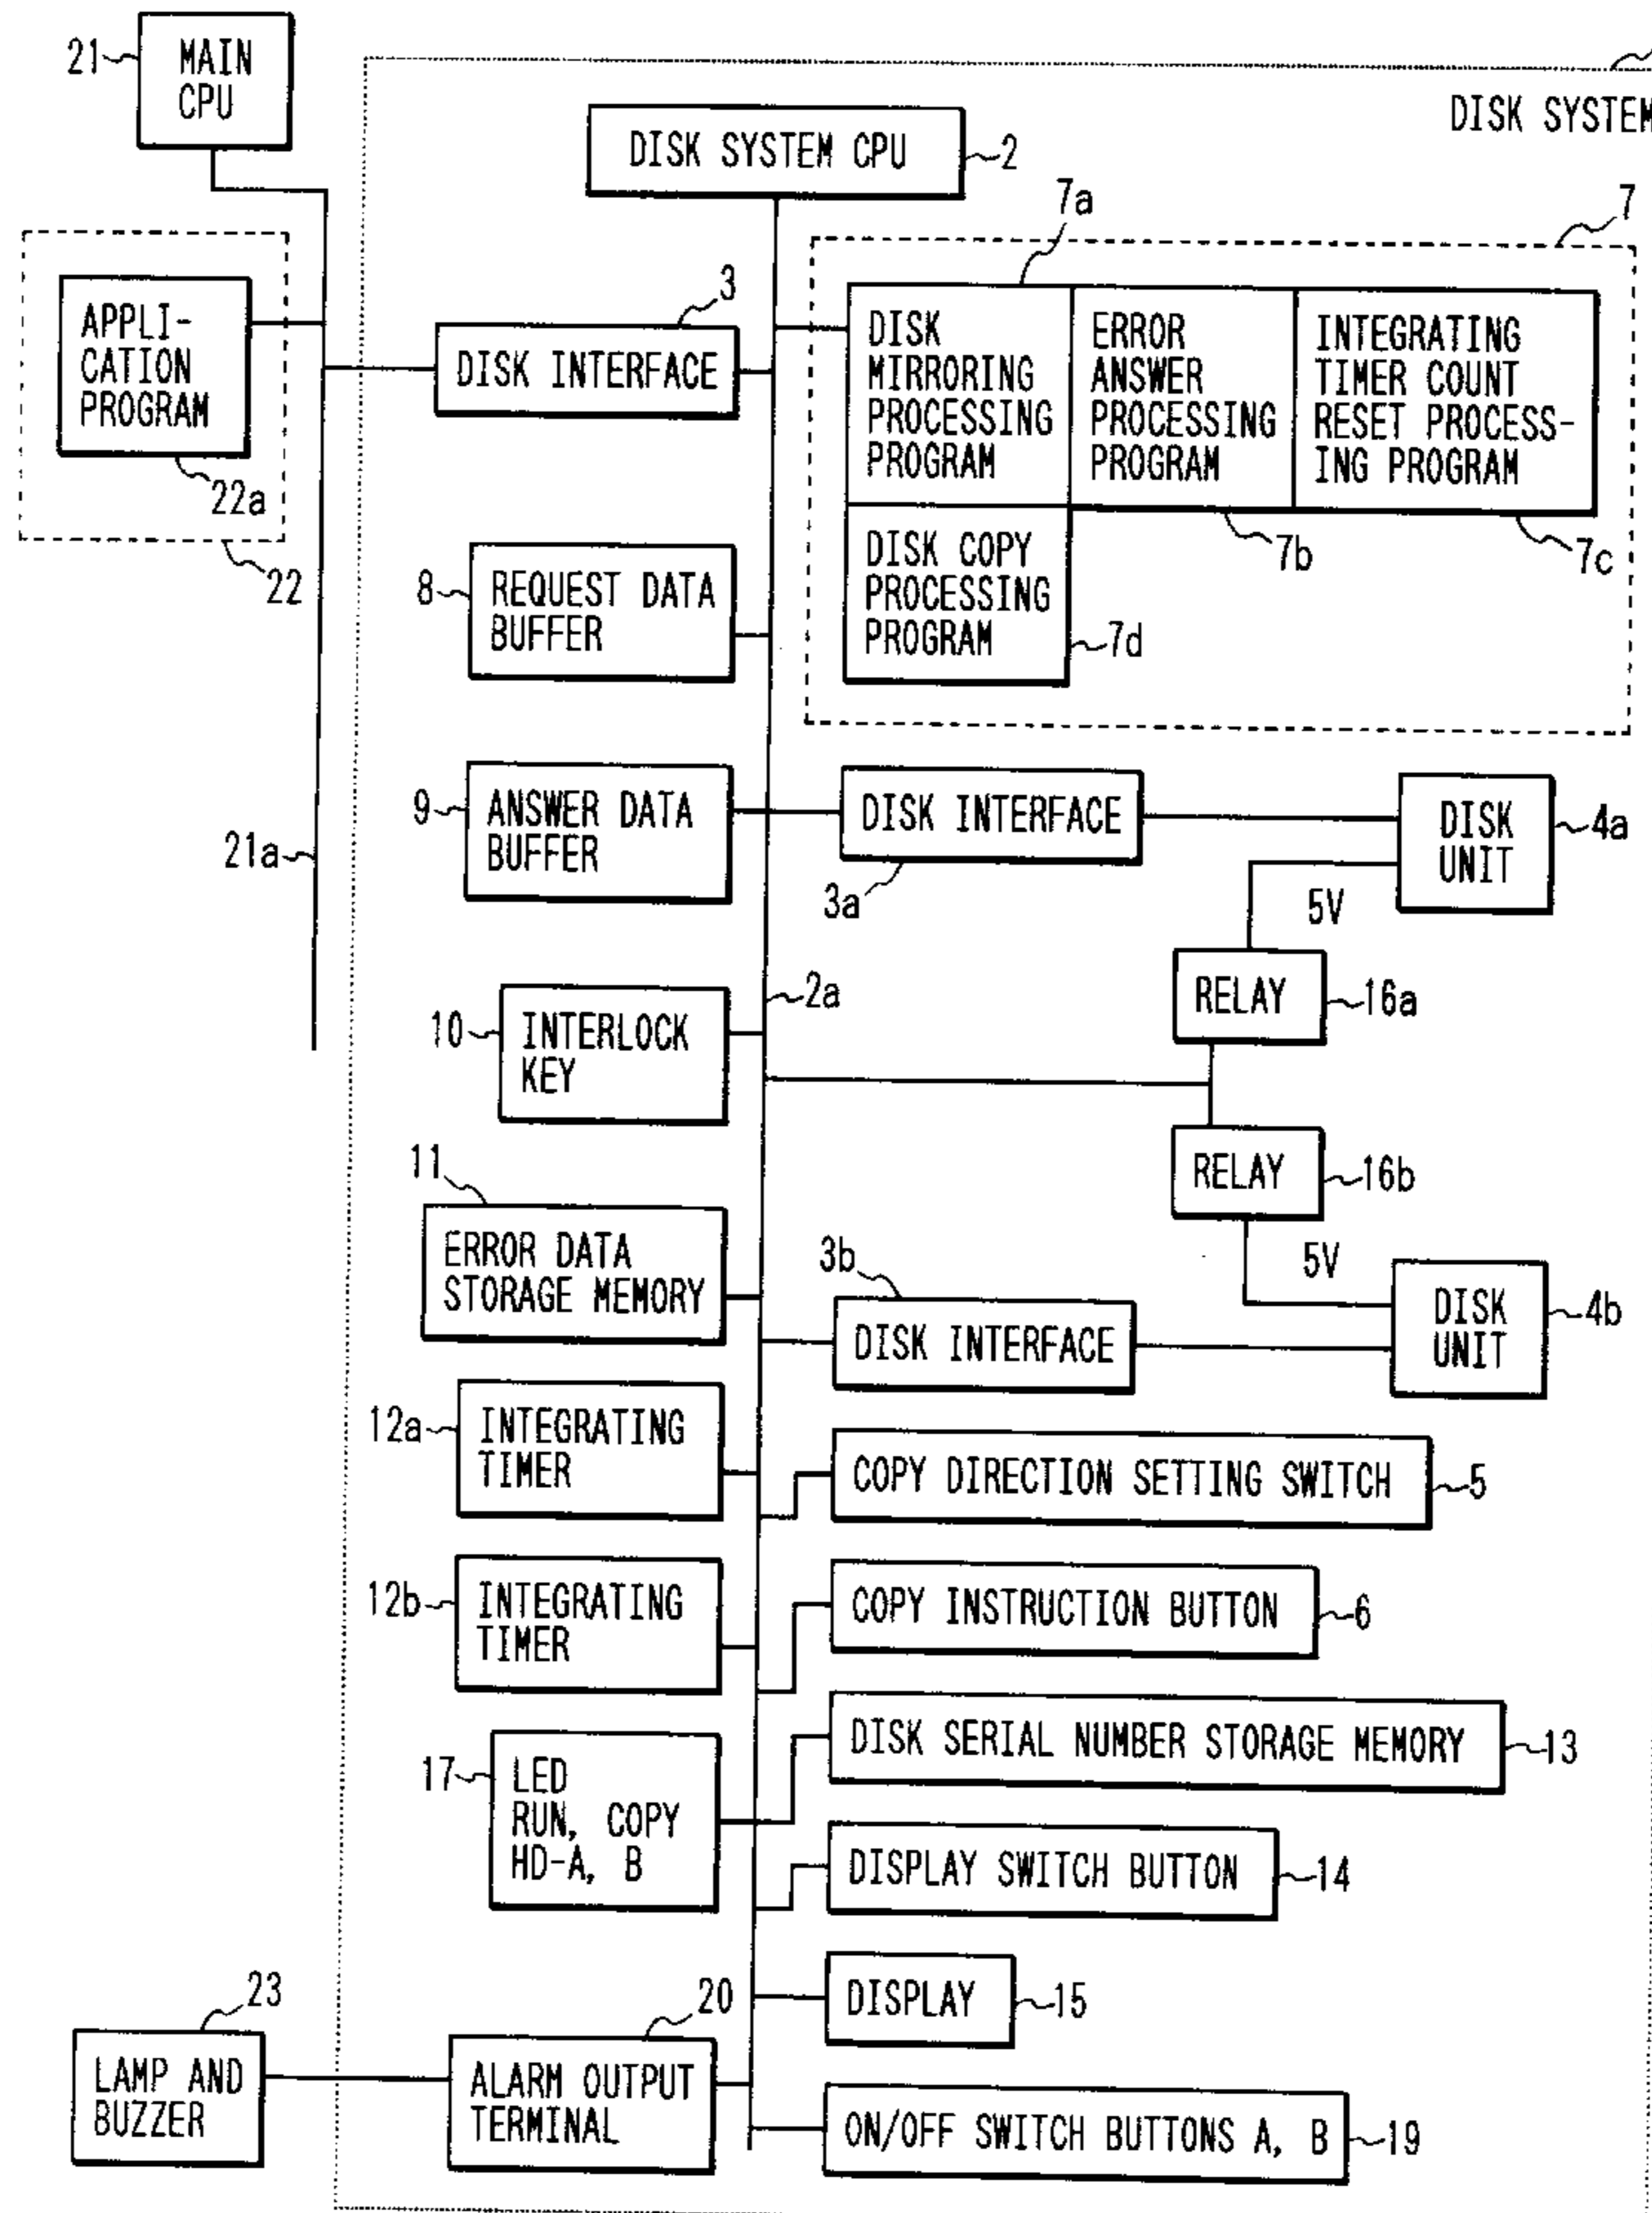 21
MAIN
CPU
DISK SYSTEM
DISK SYSTEM CPU
2
7a
7
APPLI-
CATION
PROGRAM
22a
22
3
DISK INTERFACE
DISK
MIRRORING
PROCESSING
PROGRAM
ERROR
ANSWER
PROCESSING
PROGRAM
INTEGRATING
TIMER COUNT
RESET PROCESS-
ING PROGRAM
7b
7c
DISK COPY
PROCESSING
PROGRAM
7d
8
REQUEST DATA
BUFFER
9
ANSWER DATA
BUFFER
21a
DISK INTERFACE
3a
DISK
UNIT
4a
5V
2a
RELAY
16a
10
INTERLOCK
KEY
RELAY
16b
11
ERROR DATA
STORAGE MEMORY
5V
3b
DISK INTERFACE
DISK
UNIT
4b
12a
INTEGRATING
TIMER
COPY DIRECTION SETTING SWITCH
5
12b
INTEGRATING
TIMER
COPY INSTRUCTION BUTTON
6
17
LED
RUN, COPY
HD-A, B
DISK SERIAL NUMBER STORAGE MEMORY
13
DISPLAY SWITCH BUTTON
14
DISPLAY
15
23
LAMP AND
BUZZER
20
ALARM OUTPUT
TERMINAL
ON/OFF SWITCH BUTTONS A, B
19